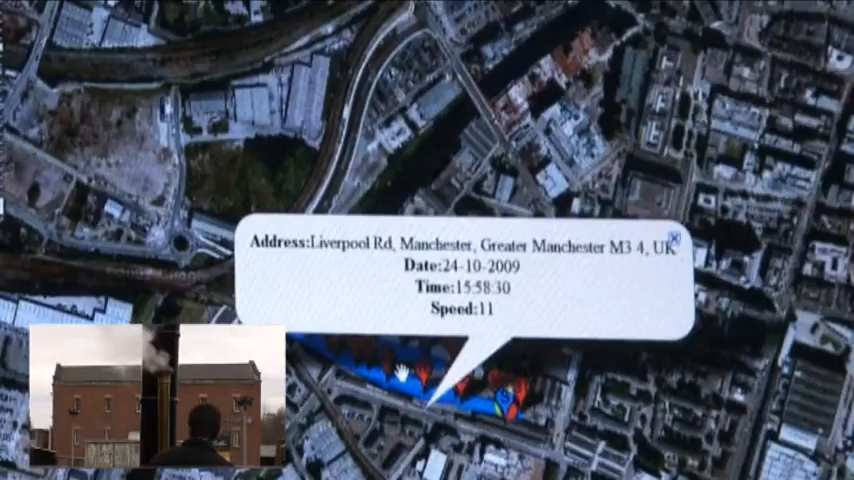 Address:Liverpool Rd, Manchester, Greater Manchester M3 4, UK
Date:24-10-2009
Time:15:58:30
Speed:11